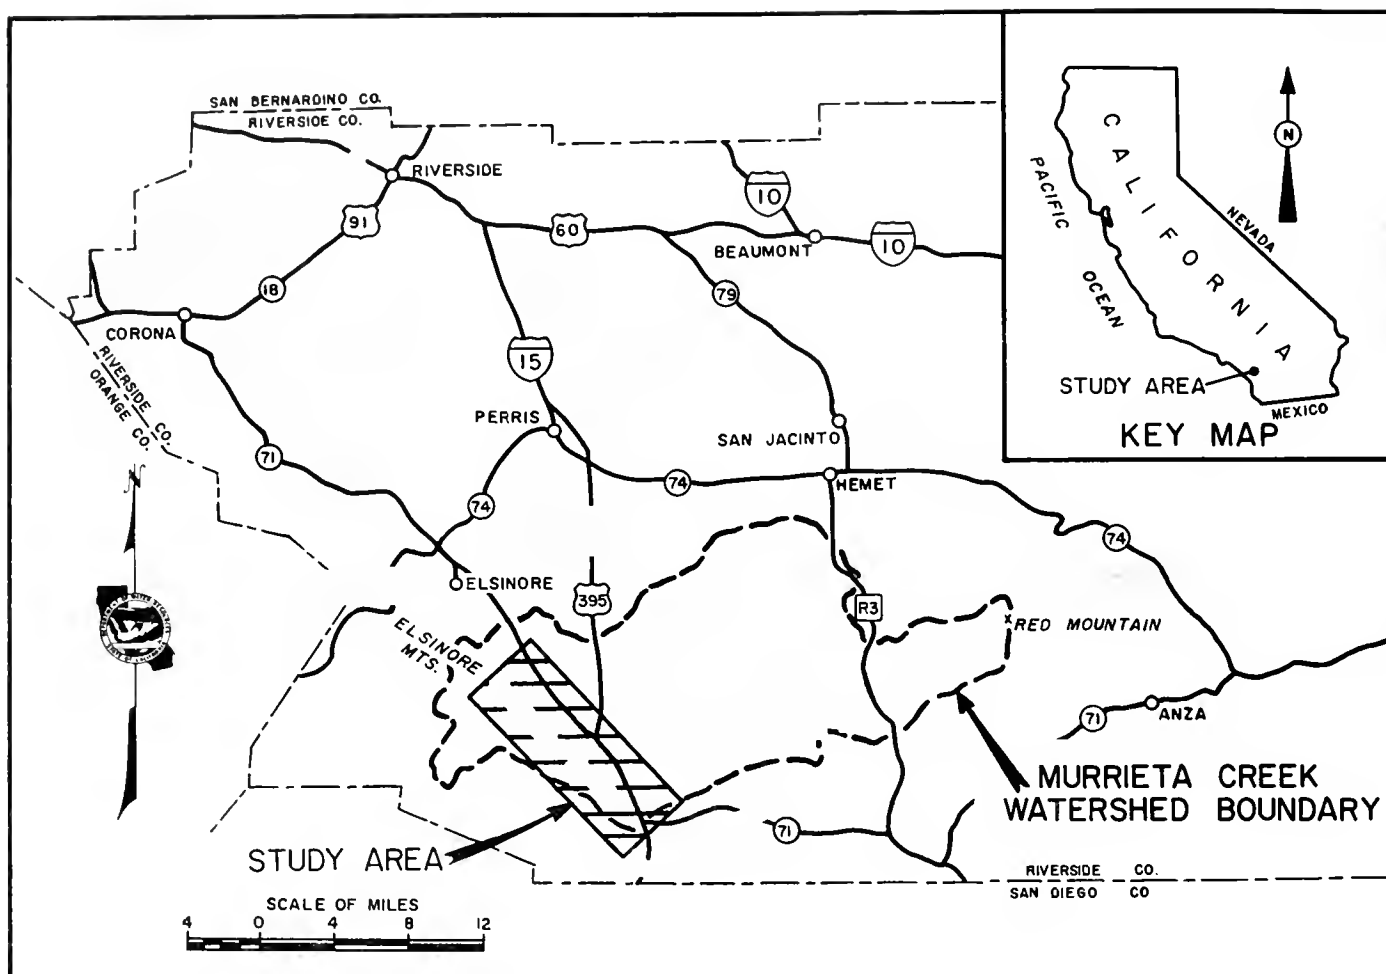 SAN BERNARDINO CO.
RIVERSIDE CO.
RIVERSIDE
91
60
10
BEAUMONT
10
18
79
CORONA
RIVERSIDE CO.
ORANGE CO.
15
PERRIS
SAN JACINTO
71
74
74
HEMET
74
ELSINORE
395
R3
ELSINORE
MTS.
RED MOUNTAIN
71
ANZA
MURRIETA CREEK
WATERSHED BOUNDARY
71
STUDY AREA
RIVERSIDE CO.
SAN DIEGO CO
SCALE OF MILES
4 0 4 8 12
N
CALIFORNIA
NEVADA
PACIFIC
OCEAN
STUDY AREA
MEXICO
KEY MAP